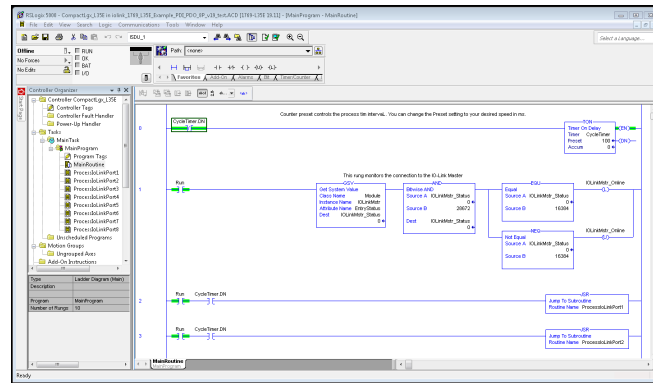 RSLogix 5000 - CompactLgx_L35E in iolink_1769_L35E_Example_PDI_PDO_EIP_v19_test.ACD [1769-L35E 19.11] - [MainProgram - MainRoutine]
File Edit View Search Logic Communications Tools Window Help
ISDU_1
Select a Language...
Offline
RUN
No Forces
OK
No Edits
BAT
I/O
Path: <none>
Favorites Add-On Alarms Bit Timer/Counter
Start Page
Controller Organizer
Controller CompactLgx_L35E
Controller Tags
Controller Fault Handler
Power-Up Handler
Tasks
MainTask
MainProgram
Program Tags
MainRoutine
ProcessIoLinkPort1
ProcessIoLinkPort2
ProcessIoLinkPort3
ProcessIoLinkPort4
ProcessIoLinkPort5
ProcessIoLinkPort6
ProcessIoLinkPort7
ProcessIoLinkPort8
Unscheduled Programs
Motion Groups
Ungrouped Axes
Add-On Instructions
Type Ladder Diagram (Main)
Description
Program MainProgram
Number of Rungs 10
Counter preset controls the process tim interval. You can change the Preset setting to your desired speed in ms.
0
CycleTimer.DN
TON
Timer On Delay
Timer CycleTimer
Preset 100
Accum 0
EN
DN
This rung monitors the connection to the IO-Link Master
1
Run
GSV
Get System Value
Class Name Module
Instance Name IOLinkMstr
Attribute Name EntryStatus
Dest IOLinkMstr_Status
0
AND
Bitwise AND
Source A IOLinkMstr_Status
0
Source B 28672
Dest IOLinkMstr_Status
0
EQU
Equal
Source A IOLinkMstr_Status
0
Source B 16384
IOLinkMstr_Online
L
NEQ
Not Equal
Source A IOLinkMstr_Status
0
Source B 16384
IOLinkMstr_Online
U
2
Run CycleTimer.DN
JSR
Jump To Subroutine
Routine Name ProcessIoLinkPort1
3
Run CycleTimer.DN
JSR
Jump To Subroutine
Routine Name ProcessIoLinkPort2
MainRoutine
MainProgram
Ready